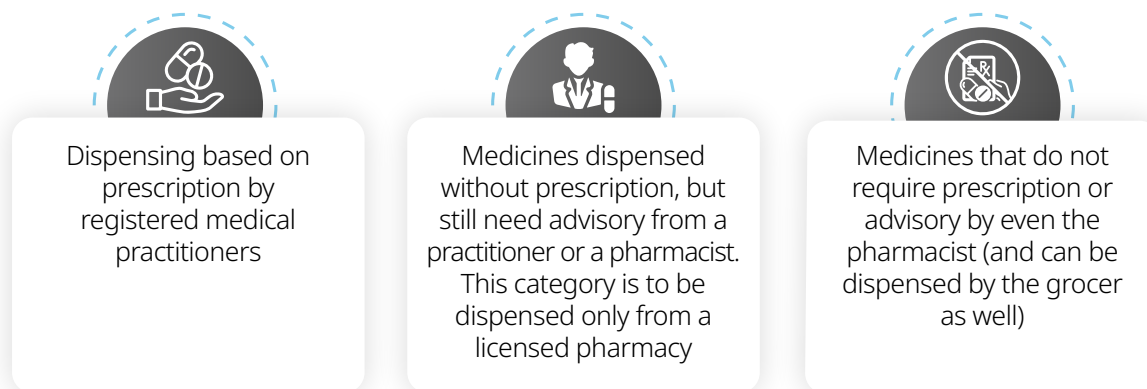 Dispensing based on
prescription by
registered medical
practitioners
Medicines dispensed
without prescription, but
still need advisory from a
practitioner or a pharmacist.
This category is to be
dispensed only from a
licensed pharmacy
Rx
Medicines that do not
require prescription or
advisory by even the
pharmacist (and can be
dispensed by the grocer
as well)